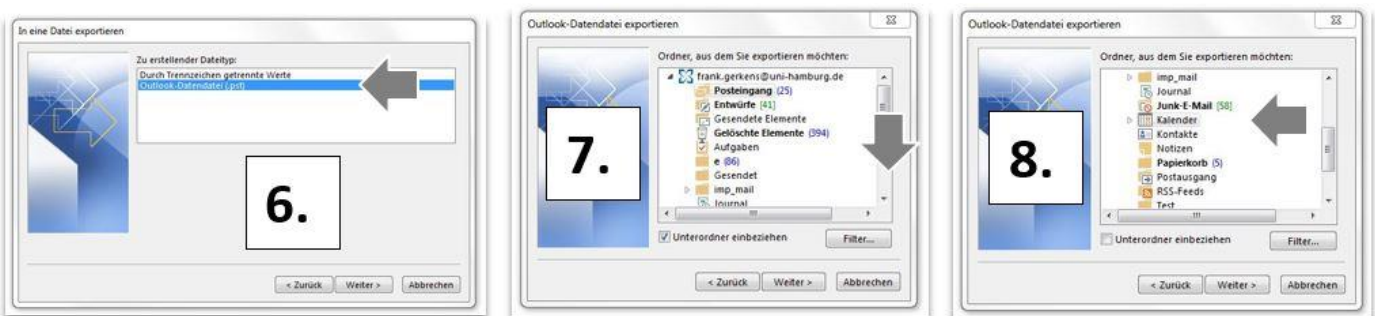 In eine Datei exportieren
Zu erstellender Dateityp:
Durch Trennzeichen getrennte Werte
Outlook-Datendatei (.pst)
6.
< Zurück
Weiter >
Abbrechen
Outlook-Datendatei exportieren
Ordner, aus dem Sie exportieren möchten:
frank.gerkens@uni-hamburg.de
Posteingang (25)
Entwürfe [41]
Gesendete Elemente
Gelöschte Elemente (394)
Aufgaben
e (86)
Gesendet
imp_mail
Journal
7.
Unterordner einbeziehen
Filter...
< Zurück
Weiter >
Abbrechen
Outlook-Datendatei exportieren
Ordner, aus dem Sie exportieren möchten:
imp_mail
Journal
Junk-E-Mail [58]
Kalender
Kontakte
Notizen
Papierkorb (5)
Postausgang
RSS-Feeds
Test
8.
Unterordner einbeziehen
Filter...
< Zurück
Weiter >
Abbrechen